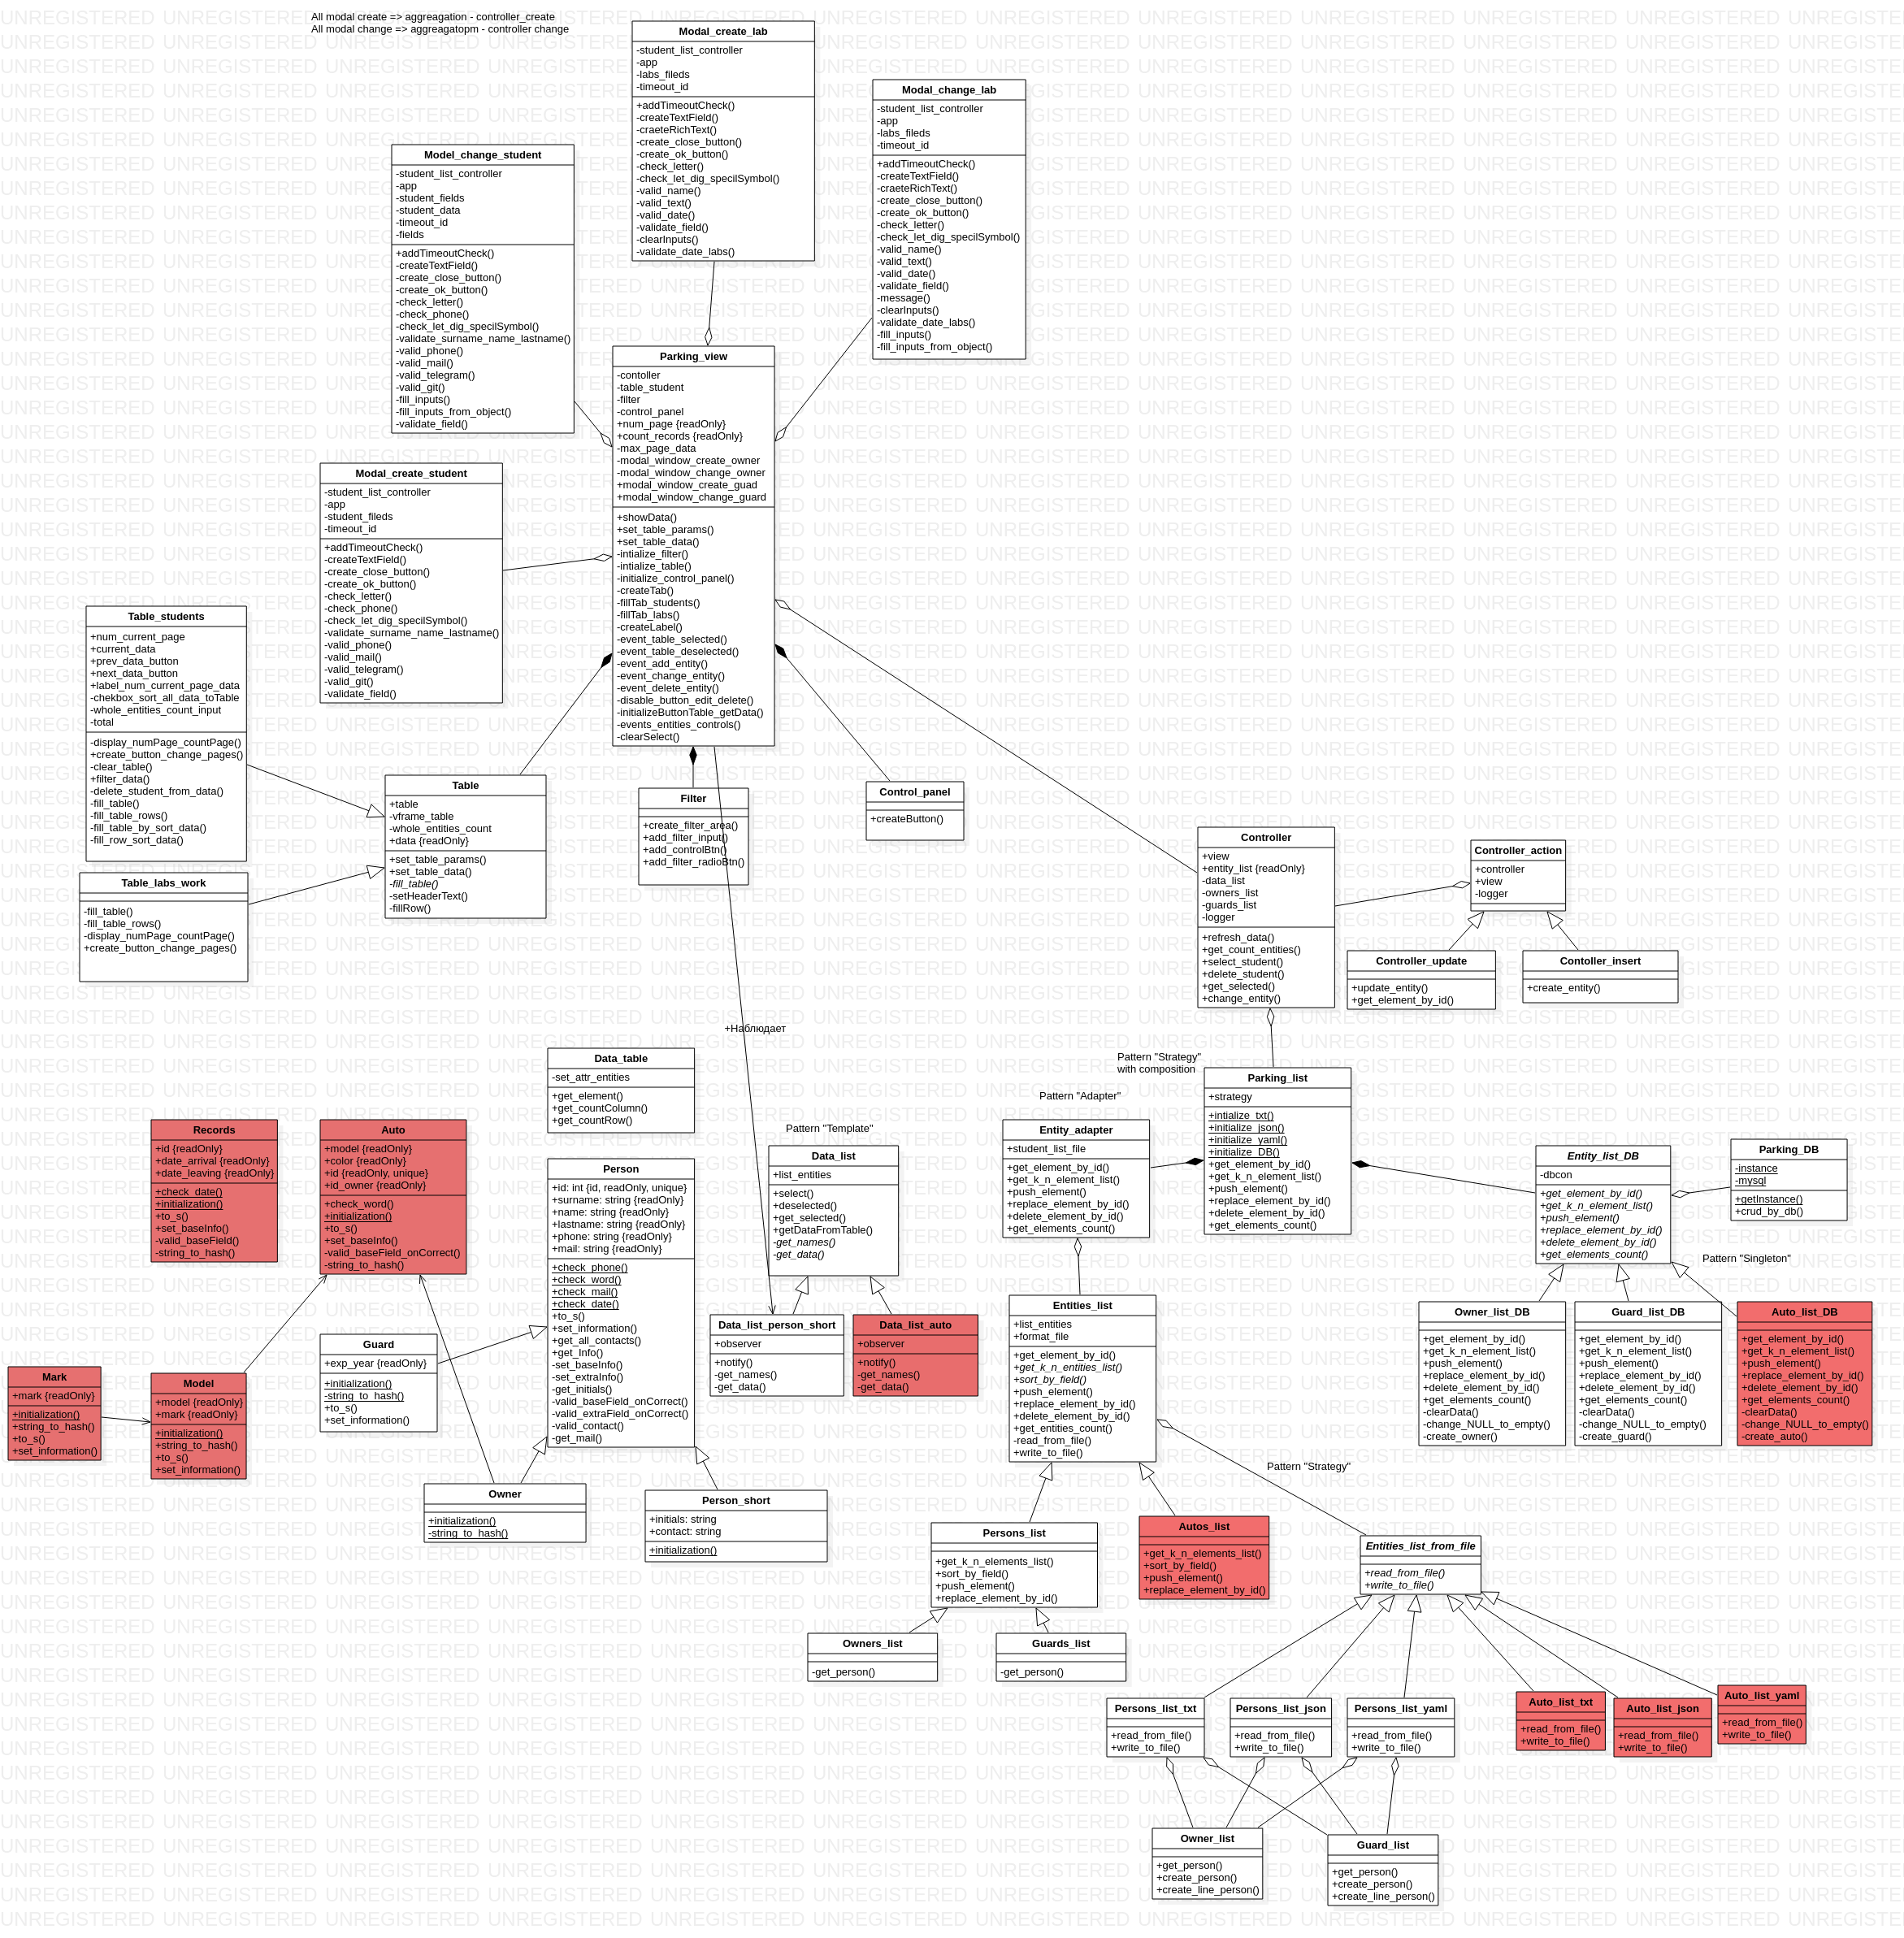 All modal create => aggreagation - controller_create
All modal change => aggreagatopm - controller change
Modal_create_lab
-student_list_controller
-app
-labs_fileds
-timeout_id
+addTimeoutCheck()
-createTextField()
-craeteRichText()
-create_close_button()
-create_ok_button()
-check_letter()
-check_let_dig_specilSymbol()
-valid_name()
-valid_text()
-valid_date()
-validate_field()
-clearInputs()
-validate_date_labs()
Modal_change_lab
-student_list_controller
-app
-labs_fileds
-timeout_id
+addTimeoutCheck()
-createTextField()
-craeteRichText()
-create_close_button()
-create_ok_button()
-check_letter()
-check_let_dig_specilSymbol()
-valid_name()
-valid_text()
-valid_date()
-validate_field()
-message()
-clearInputs()
-validate_date_labs()
-fill_inputs()
-fill_inputs_from_object()
Model_change_student
-student_list_controller
-app
-student_fields
-student_data
-timeout_id
-fields
+addTimeoutCheck()
-createTextField()
-create_close_button()
-create_ok_button()
-check_letter()
-check_phone()
-check_let_dig_specilSymbol()
-validate_surname_name_lastname()
-valid_phone()
-valid_mail()
-valid_telegram()
-valid_git()
-fill_inputs()
-fill_inputs_from_object()
-validate_field()
Parking_view
-contoller
-table_student
-filter
-control_panel
+num_page {readOnly}
+count_records {readOnly}
-max_page_data
-modal_window_create_owner
-modal_window_change_owner
+modal_window_create_guad
+modal_window_change_guard
+showData()
+set_table_params()
+set_table_data()
-intialize_filter()
-intialize_table()
-initialize_control_panel()
-createTab()
-fillTab_students()
-fillTab_labs()
-createLabel()
-event_table_selected()
-event_table_deselected()
-event_add_entity()
-event_change_entity()
-event_delete_entity()
-disable_button_edit_delete()
-initializeButtonTable_getData()
-events_entities_controls()
-clearSelect()
Modal_create_student
-student_list_controller
-app
-student_fileds
-timeout_id
+addTimeoutCheck()
-createTextField()
-create_close_button()
-create_ok_button()
-check_letter()
-check_phone()
-check_let_dig_specilSymbol()
-validate_surname_name_lastname()
-valid_phone()
-valid_mail()
-valid_telegram()
-valid_git()
-validate_field()
Table_students
+num_current_page
+current_data
+prev_data_button
+next_data_button
+label_num_current_page_data
-chekbox_sort_all_data_toTable
-whole_entities_count_input
-total
-display_numPage_countPage()
+create_button_change_pages()
-clear_table()
+filter_data()
-delete_student_from_data()
-fill_table()
-fill_table_rows()
-fill_table_by_sort_data()
-fill_row_sort_data()
Table
+table
-vframe_table
-whole_entities_count
+data {readOnly}
+set_table_params()
+set_table_data()
-fill_table()
-setHeaderText()
-fillRow()
Filter
+create_filter_area()
+add_filter_input()
+add_controlBtn()
+add_filter_radioBtn()
Control_panel
+createButton()
Table_labs_work
-fill_table()
-fill_table_rows()
-display_numPage_countPage()
+create_button_change_pages()
Controller
+view
+entity_list {readOnly}
-data_list
-owners_list
-guards_list
-logger
+refresh_data()
+get_count_entities()
+select_student()
+delete_student()
+get_selected()
+change_entity()
Controller_action
+controller
+view
-logger
Controller_update
+update_entity()
+get_element_by_id()
Contoller_insert
+create_entity()
+Наблюдает
Data_table
-set_attr_entities
+get_element()
+get_countColumn()
+get_countRow()
Pattern "Strategy"
with composition
Pattern "Adapter"
Pattern "Template"
Parking_list
+strategy
+intialize_txt()
+initialize_json()
+initialize_yaml()
+initialize_DB()
+get_element_by_id()
+get_k_n_element_list()
+push_element()
+replace_element_by_id()
+delete_element_by_id()
+get_elements_count()
Entity_adapter
+student_list_file
+get_element_by_id()
+get_k_n_element_list()
+push_element()
+replace_element_by_id()
+delete_element_by_id()
+get_elements_count()
Entity_list_DB
-dbcon
+get_element_by_id()
+get_k_n_element_list()
+push_element()
+replace_element_by_id()
+delete_element_by_id()
+get_elements_count()
Parking_DB
-instance
-mysql
+getInstance()
+crud_by_db()
Pattern "Singleton"
Records
+id {readOnly}
+date_arrival {readOnly}
+date_leaving {readOnly}
+check_date()
+initialization()
+to_s()
+set_baseInfo()
-valid_baseField()
-string_to_hash()
Auto
+model {readOnly}
+color {readOnly}
+id {readOnly, unique}
+id_owner {readOnly}
+check_word()
+initialization()
+to_s()
+set_baseInfo()
-valid_baseField_onCorrect()
-string_to_hash()
Person
+id: int {id, readOnly, unique}
+surname: string {readOnly}
+name: string {readOnly}
+lastname: string {readOnly}
+phone: string {readOnly}
+mail: string {readOnly}
+check_phone()
+check_word()
+check_mail()
+check_date()
+to_s()
+set_information()
+get_all_contacts()
+get_Info()
-set_baseInfo()
-set_extraInfo()
-get_initials()
-valid_baseField_onCorrect()
-valid_extraField_onCorrect()
-valid_contact()
-get_mail()
Data_list
+list_entities
+select()
+deselected()
+get_selected()
+getDataFromTable()
-get_names()
-get_data()
Data_list_person_short
+observer
+notify()
-get_names()
-get_data()
Data_list_auto
+observer
+notify()
-get_names()
-get_data()
Entities_list
+list_entities
+format_file
+get_element_by_id()
+get_k_n_entities_list()
+sort_by_field()
+push_element()
+replace_element_by_id()
+delete_element_by_id()
+get_entities_count()
-read_from_file()
+write_to_file()
Owner_list_DB
+get_element_by_id()
+get_k_n_element_list()
+push_element()
+replace_element_by_id()
+delete_element_by_id()
+get_elements_count()
-clearData()
-change_NULL_to_empty()
-create_owner()
Guard_list_DB
+get_element_by_id()
+get_k_n_element_list()
+push_element()
+replace_element_by_id()
+delete_element_by_id()
+get_elements_count()
-clearData()
-change_NULL_to_empty()
-create_guard()
Auto_list_DB
+get_element_by_id()
+get_k_n_element_list()
+push_element()
+replace_element_by_id()
+delete_element_by_id()
+get_elements_count()
-clearData()
-change_NULL_to_empty()
-create_auto()
Guard
+exp_year {readOnly}
+initialization()
-string_to_hash()
+to_s()
+set_information()
Mark
+mark {readOnly}
+initialization()
+string_to_hash()
+to_s()
+set_information()
Model
+model {readOnly}
+mark {readOnly}
+initialization()
+string_to_hash()
+to_s()
+set_information()
Owner
+initialization()
-string_to_hash()
Person_short
+initials: string
+contact: string
+initialization()
Pattern "Strategy"
Persons_list
+get_k_n_elements_list()
+sort_by_field()
+push_element()
+replace_element_by_id()
Autos_list
+get_k_n_elements_list()
+sort_by_field()
+push_element()
+replace_element_by_id()
Entities_list_from_file
+read_from_file()
+write_to_file()
Owners_list
-get_person()
Guards_list
-get_person()
Persons_list_txt
+read_from_file()
+write_to_file()
Persons_list_json
+read_from_file()
+write_to_file()
Persons_list_yaml
+read_from_file()
+write_to_file()
Auto_list_txt
+read_from_file()
+write_to_file()
Auto_list_json
+read_from_file()
+write_to_file()
Auto_list_yaml
+read_from_file()
+write_to_file()
Owner_list
+get_person()
+create_person()
+create_line_person()
Guard_list
+get_person()
+create_person()
+create_line_person()